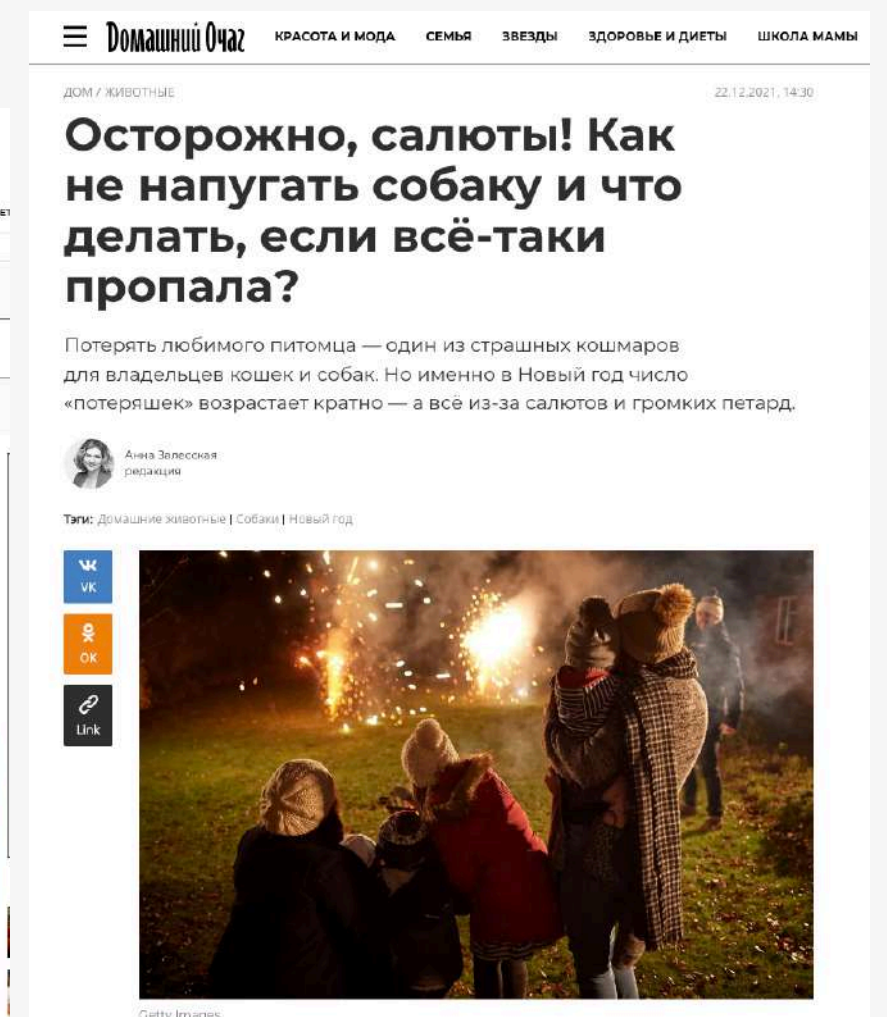 Домашний Очаг
КРАСОТА И МОДА СЕМЬЯ ЗВЕЗДЫ ЗДОРОВЬЕ И ДИЕТЫ ШКОЛА МАМЫ
ДОМ / ЖИВОТНЫЕ 22.12.2021, 14:30
Осторожно, салюты! Как
не напугать собаку и что
делать, если всё-таки
пропала?
Потерять любимого питомца — один из страшных кошмаров
для владельцев кошек и собак. Но именно в Новый год число
«потеряшек» возрастает кратно — а всё из-за салютов и громких петард.
Анна Залесская
редакция
Тэги: Домашние животные | Собаки | Новый год
VK
OK
Link
Getty Images